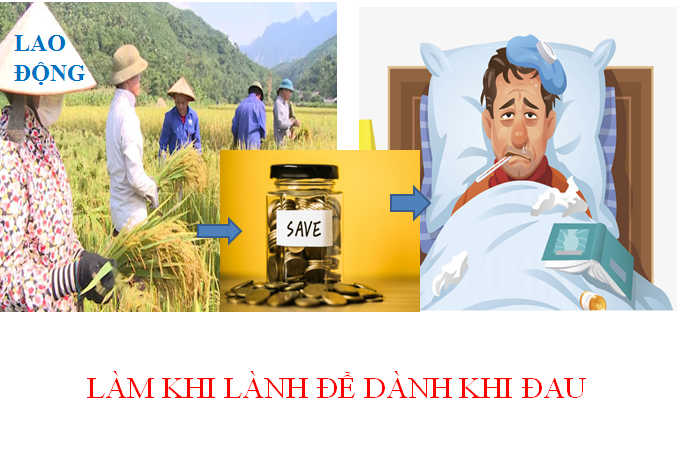 LAO
ĐỘNG
SAVE
LÀM KHI LÀNH ĐỂ DÀNH KHI ĐAU